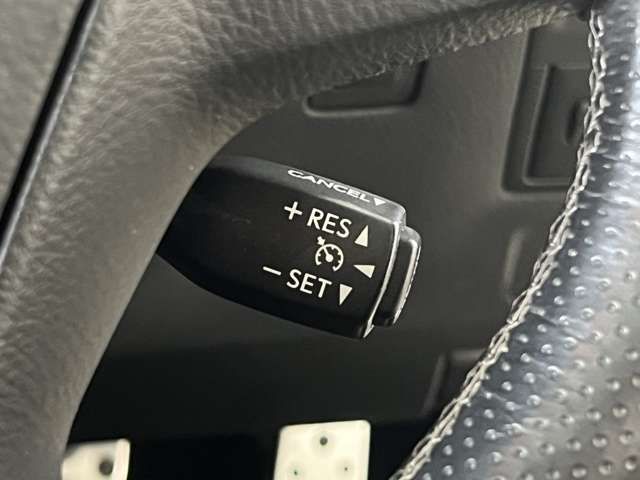 CANCEL▼
+ RES▲
− SET▼